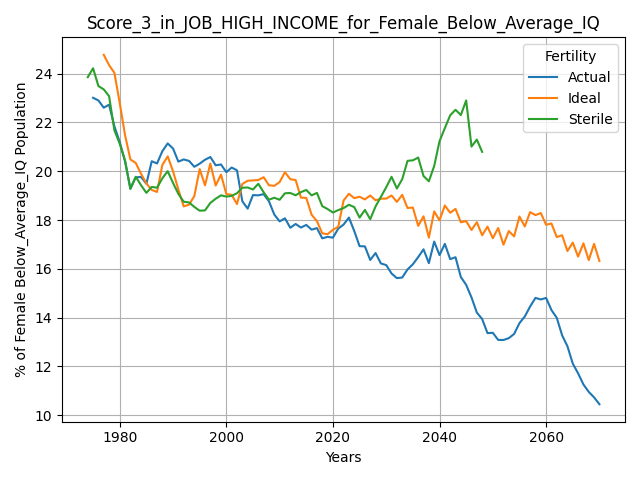 Score_3_in_JOB_HIGH_INCOME_for_Female_Below_Average_IQ
% of Female Below_Average_IQ Population
24
22
20
18
16
14
12
10
Fertility
Actual
Ideal
Sterile
1980 2000 2020 2040 2060
Years